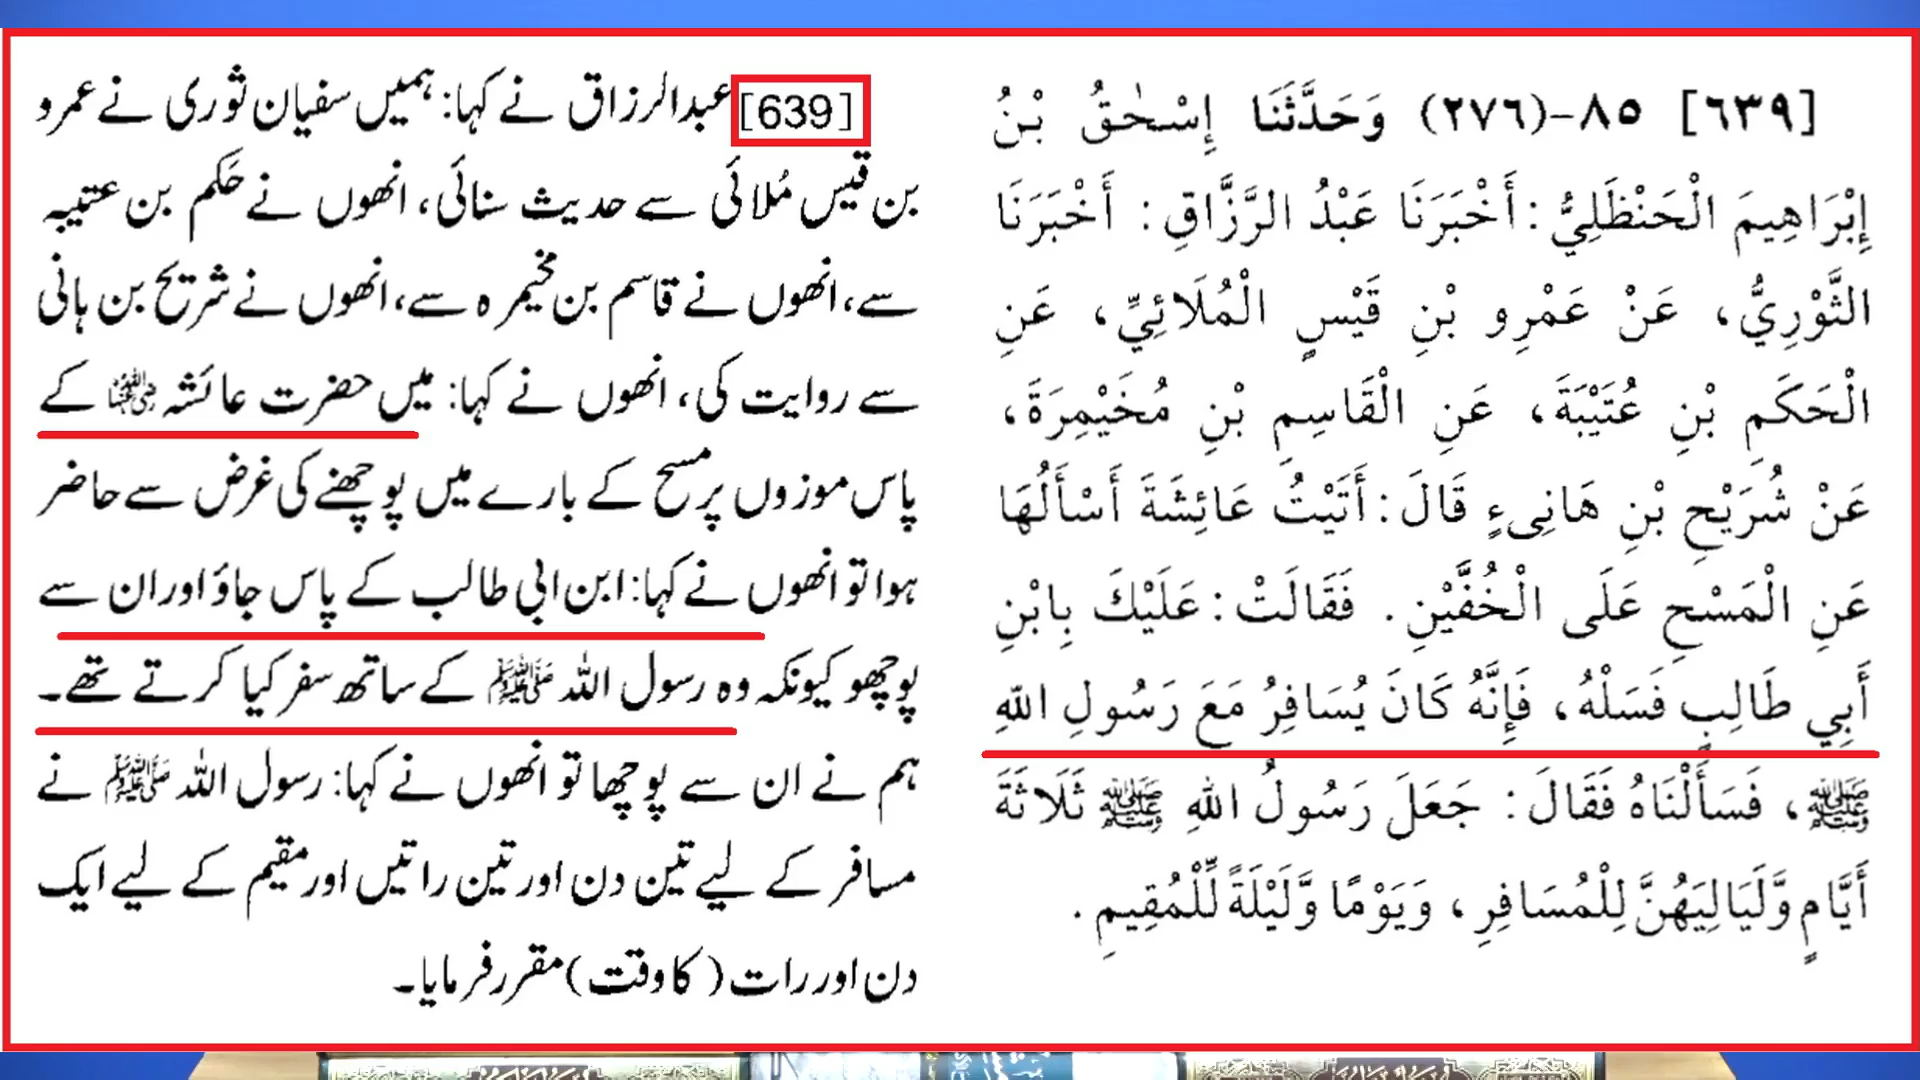 [٦٣٩] ٨٥-(٢٧٦) وَحَدَّثَنَا إِسْحٰقُ بْنُ
إِبْرَاهِيمَ الْحَنْظَلِيُّ: أَخْبَرَنَا عَبْدُ الرَّزَّاقِ: أَخْبَرَنَا
الثَّوْرِيُّ، عَنْ عَمْرِو بْنِ قَيْسٍ الْمُلَائِيِّ، عَنِ
الْحَكَمِ بْنِ عُتَيْبَةَ، عَنِ الْقَاسِمِ بْنِ مُخَيْمِرَةَ،
عَنْ شُرَيْحِ بْنِ هَانِىءٍ قَالَ: أَتَيْتُ عَائِشَةَ أَسْأَلُهَا
عَنِ الْمَسْحِ عَلَى الْخُفَّيْنِ. فَقَالَتْ: عَلَيْكَ بِابْنِ
أَبِي طَالِبٍ فَسَلْهُ، فَإِنَّهُ كَانَ يُسَافِرُ مَعَ رَسُولِ اللهِ
ﷺ، فَسَأَلْنَاهُ فَقَالَ: جَعَلَ رَسُولُ اللهِ ﷺ ثَلَاثَةَ
أَيَّامٍ وَّلَيَالِيَهُنَّ لِلْمُسَافِرِ، وَيَوْمًا وَّلَيْلَةً لِّلْمُقِيمِ.
[639] عبدالرزاق نے کہا: ہمیں سفیان ثوری نے عمرو
بن قیس مُلائی سے حدیث سنائی، انھوں نے حَکم بن عتیبہ
سے، انھوں نے قاسم بن مخیمرہ سے، انھوں نے شریح بن ہانی
سے روایت کی، انھوں نے کہا: میں حضرت عائشہ رضی اللہ عنہا کے
پاس موزوں پر مسح کے بارے میں پوچھنے کی غرض سے حاضر
ہوا تو انھوں نے کہا: ابن ابی طالب کے پاس جاؤ اور ان سے
پوچھو کیونکہ وہ رسول اللہ ﷺ کے ساتھ سفر کیا کرتے تھے۔
ہم نے ان سے پوچھا تو انھوں نے کہا: رسول اللہ ﷺ نے
مسافر کے لیے تین دن اور تین راتیں اور مقیم کے لیے ایک
دن اور رات (کا وقت) مقرر فرمایا۔